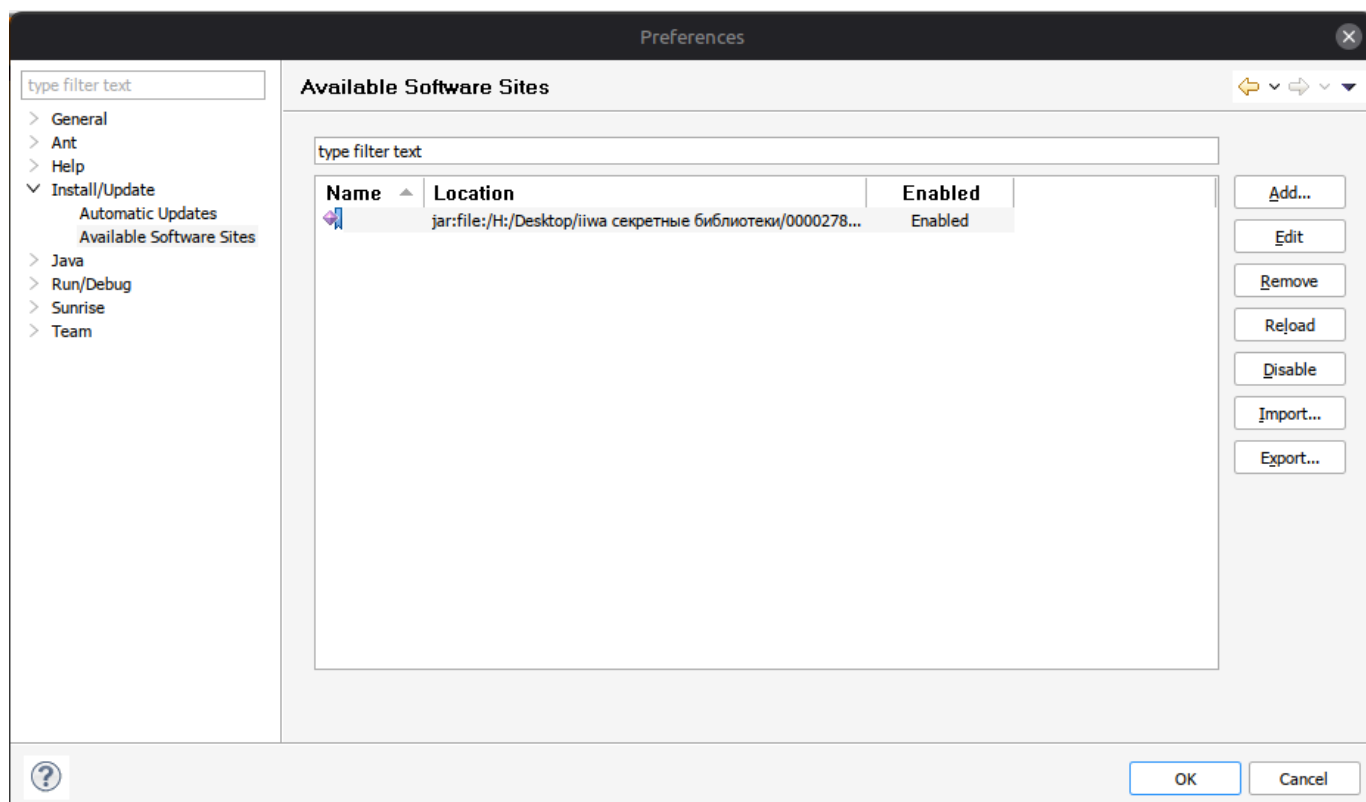 Preferences
type filter text
General
Ant
Help
Install/Update
Automatic Updates
Available Software Sites
Java
Run/Debug
Sunrise
Team
Available Software Sites
type filter text
Name Location Enabled
jar:file:/H:/Desktop/iiwa секретные библиотеки/0000278... Enabled
Add...
Edit
Remove
Reload
Disable
Import...
Export...
OK Cancel